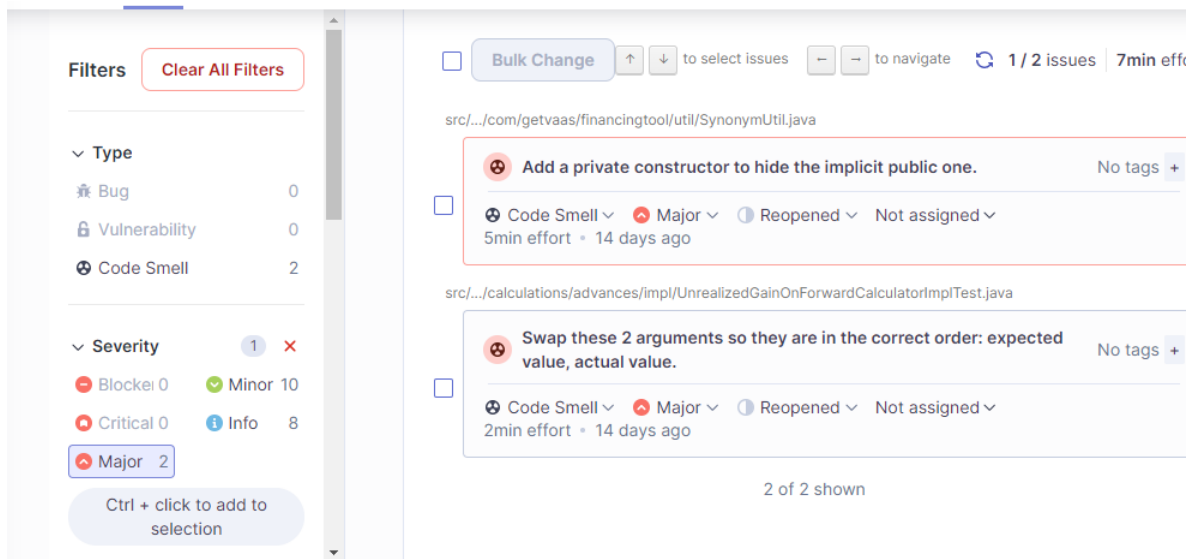 Filters
Clear All Filters
Type
Bug 0
Vulnerability 0
Code Smell 2
Severity 1
Blocker 0
Minor 10
Critical 0
Info 8
Major 2
Ctrl + click to add to
selection
Bulk Change ↑ ↓ to select issues ← → to navigate 1 / 2 issues 7min effo
src/.../com/getvaas/financingtool/util/SynonymUtil.java
Add a private constructor to hide the implicit public one. No tags +
Code Smell Major Reopened Not assigned
5min effort • 14 days ago
src/.../calculations/advances/impl/UnrealizedGainOnForwardCalculatorImplTest.java
Swap these 2 arguments so they are in the correct order: expected
value, actual value.
No tags +
Code Smell Major Reopened Not assigned
2min effort • 14 days ago
2 of 2 shown